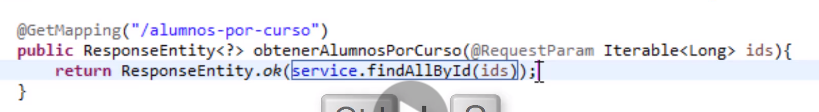 @GetMapping("/alumnos-por-curso")
public ResponseEntity<?> obtenerAlumnosPorCurso(@RequestParam Iterable<Long> ids){
return ResponseEntity.ok(service.findAllById(ids));
}